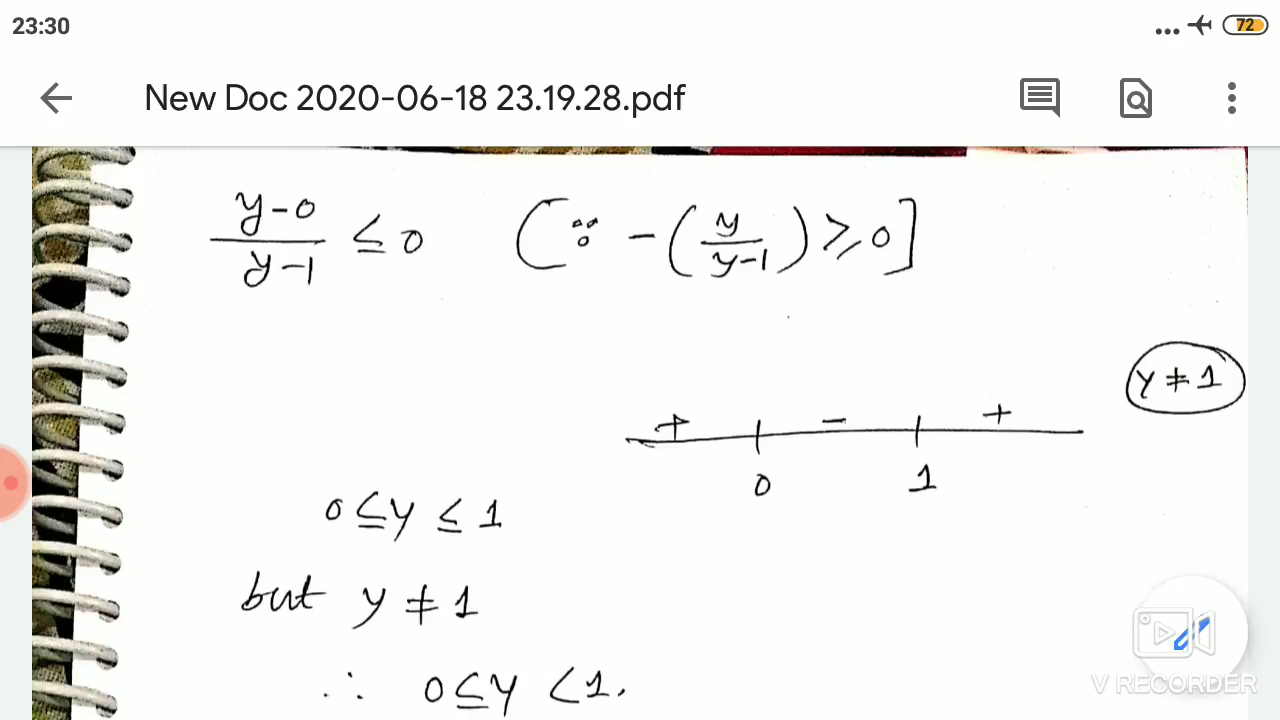 23:30
72
New Doc 2020-06-18 23.19.28.pdf
(y-0)/(y-1) ≤ 0 (∵ -(y/(y-1)) ≥ 0]
y ≠ 1
+ - +
0 1
0 ≤ y ≤ 1
but y ≠ 1
∴ 0 ≤ y < 1.
V RECORDER